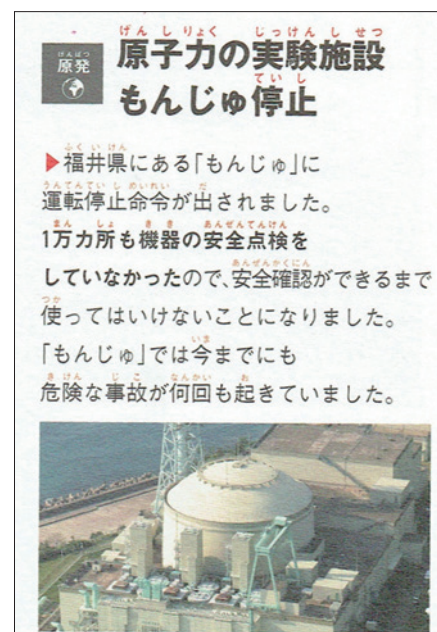 原発
原子力の実験施設
もんじゅ停止
▶福井県にある「もんじゅ」に
運転停止命令が出されました。
1万カ所も機器の安全点検を
していなかったので、安全確認ができるまで
使ってはいけないことになりました。
「もんじゅ」では今までにも
危険な事故が何回も起きていました。